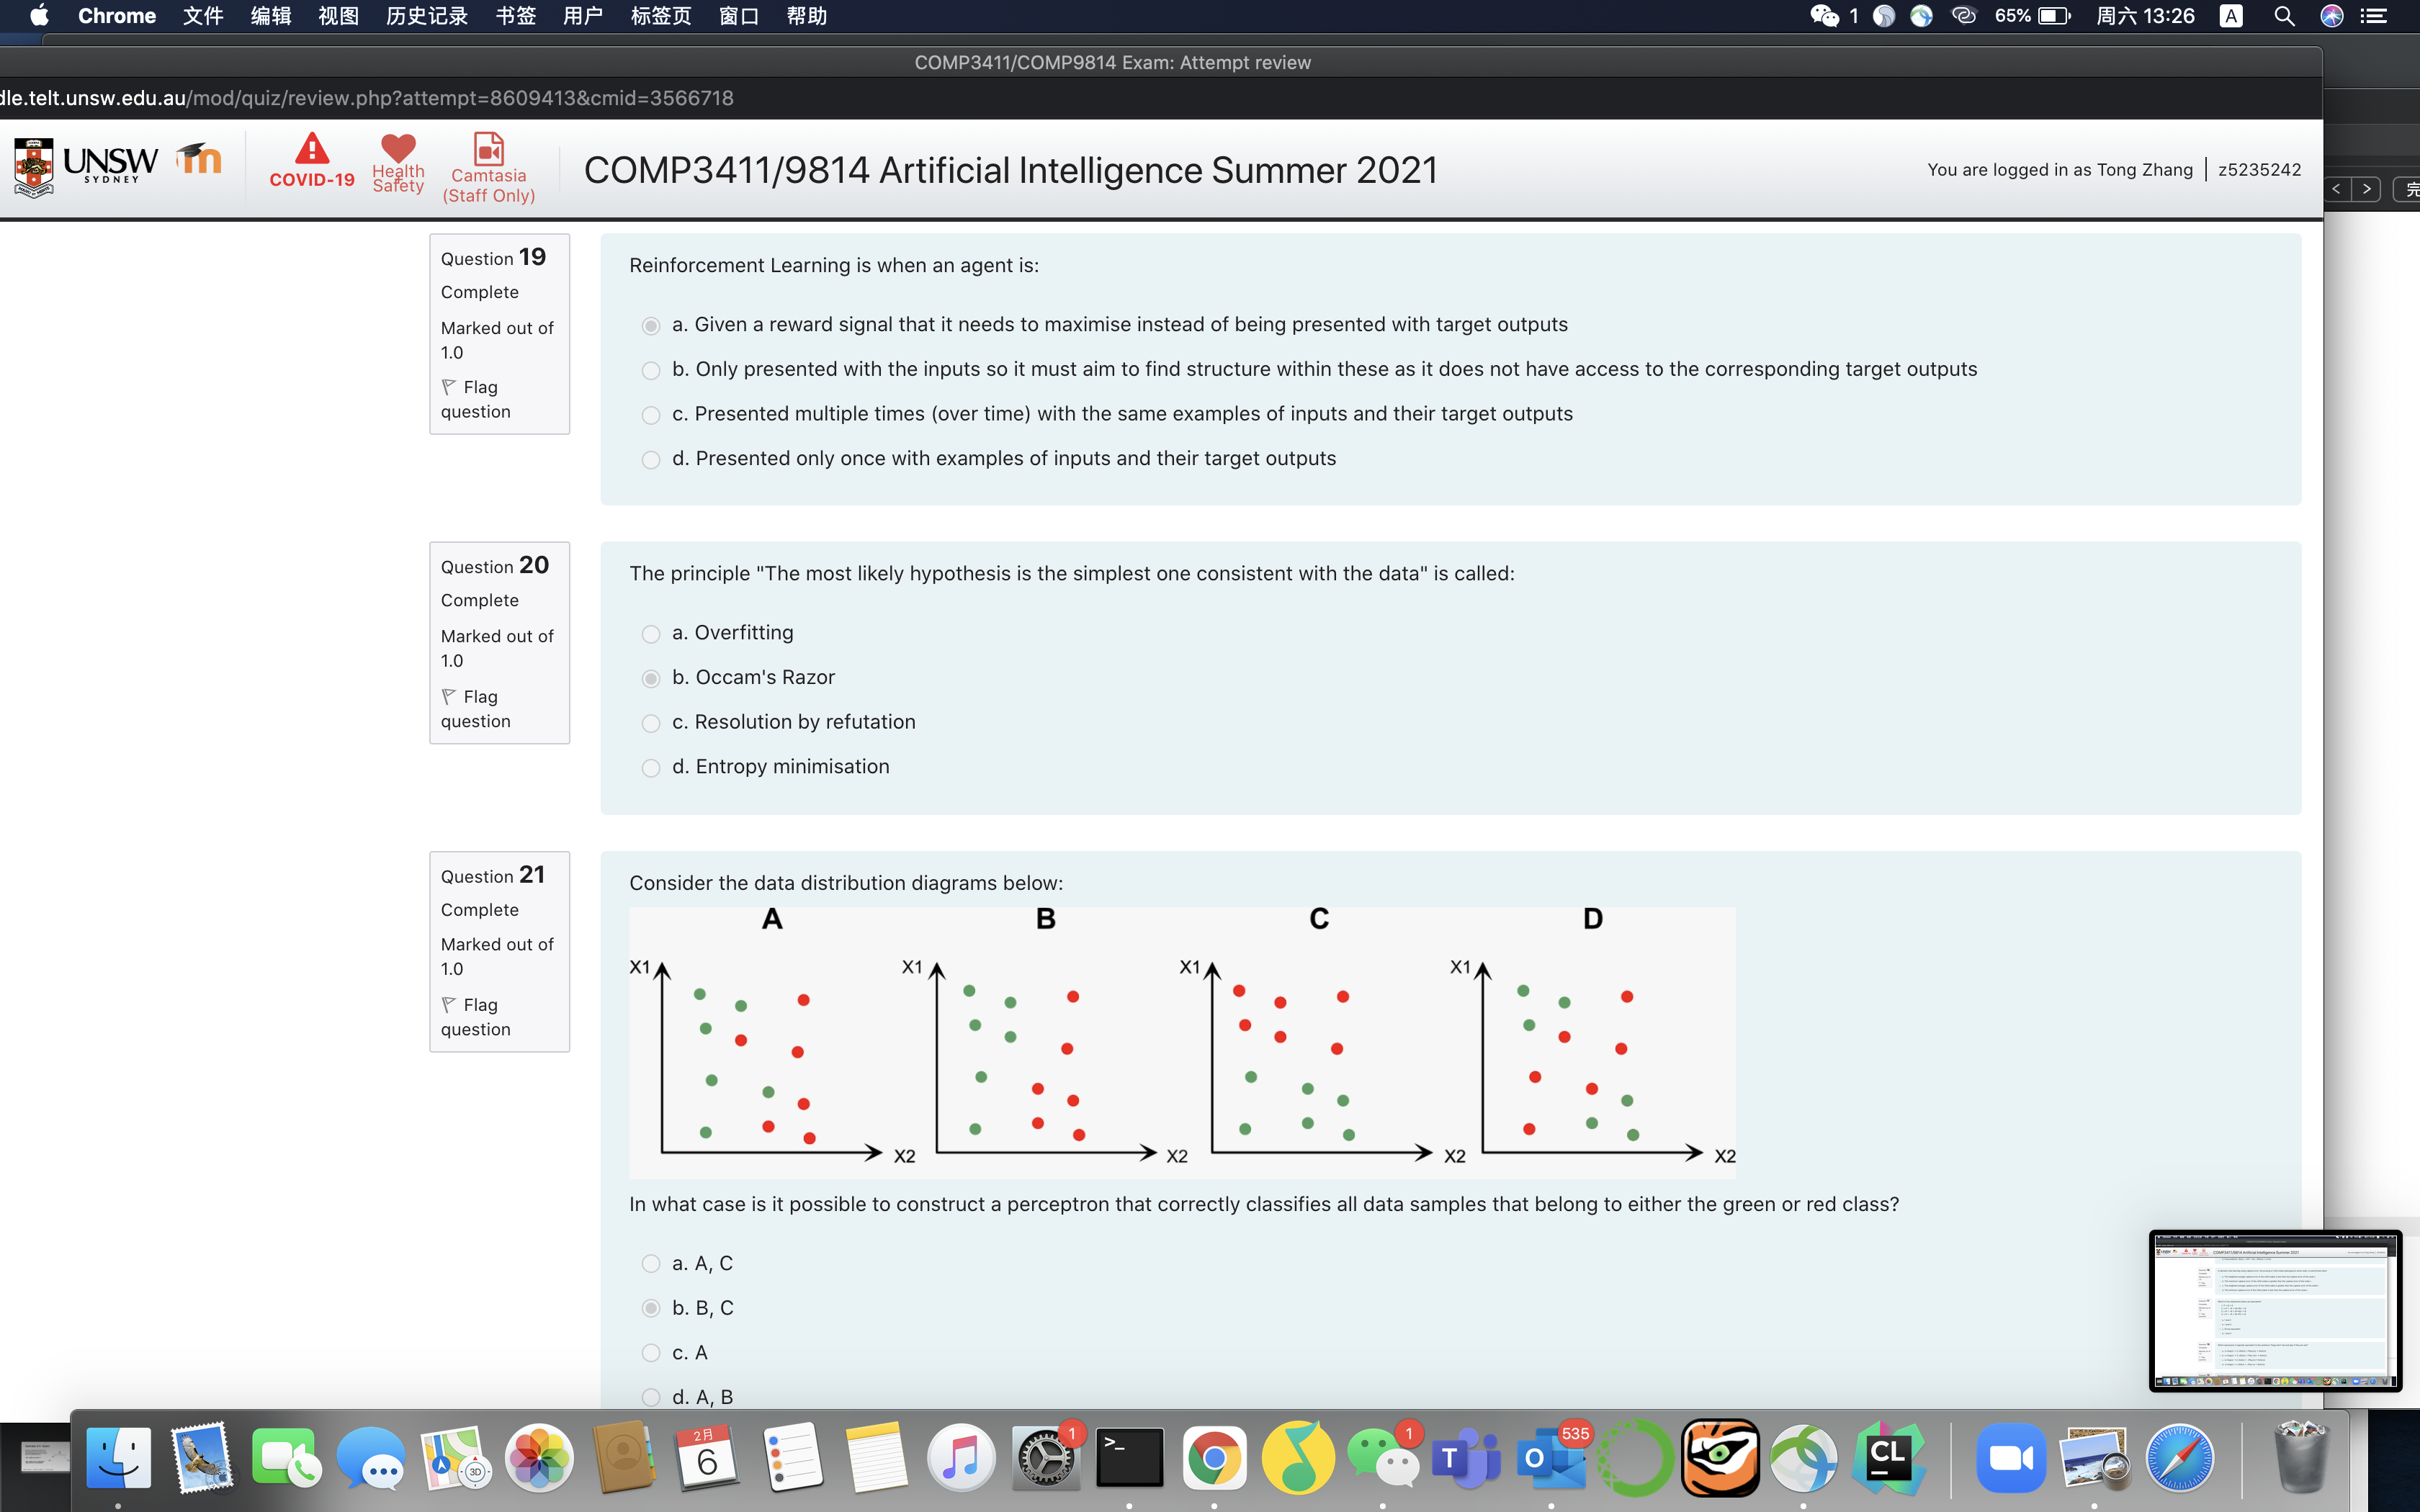 Chrome 文件 编辑 视图 历史记录 书签 用户 标签页 窗口 帮助 1 65% 周六 13:26 A
COMP3411/COMP9814 Exam: Attempt review
dle.telt.unsw.edu.au/mod/quiz/review.php?attempt=8609413&cmid=3566718
UNSW
SYDNEY
COVID-19
Health
Safety
Camtasia
(Staff Only)
COMP3411/9814 Artificial Intelligence Summer 2021
You are logged in as Tong Zhang
z5235242
< > 完
Question 19
Complete
Marked out of
1.0
Flag
question
Reinforcement Learning is when an agent is:
a. Given a reward signal that it needs to maximise instead of being presented with target outputs
b. Only presented with the inputs so it must aim to find structure within these as it does not have access to the corresponding target outputs
c. Presented multiple times (over time) with the same examples of inputs and their target outputs
d. Presented only once with examples of inputs and their target outputs
Question 20
Complete
Marked out of
1.0
Flag
question
The principle "The most likely hypothesis is the simplest one consistent with the data" is called:
a. Overfitting
b. Occam's Razor
c. Resolution by refutation
d. Entropy minimisation
Question 21
Complete
Marked out of
1.0
Flag
question
Consider the data distribution diagrams below:
A B C D
X1 X1 X1 X1
X2 X2 X2 X2
In what case is it possible to construct a perceptron that correctly classifies all data samples that belong to either the green or red class?
a. A, C
b. B, C
c. A
d. A, B
2月
6
3D
1
>_
1
T
O
535
CL